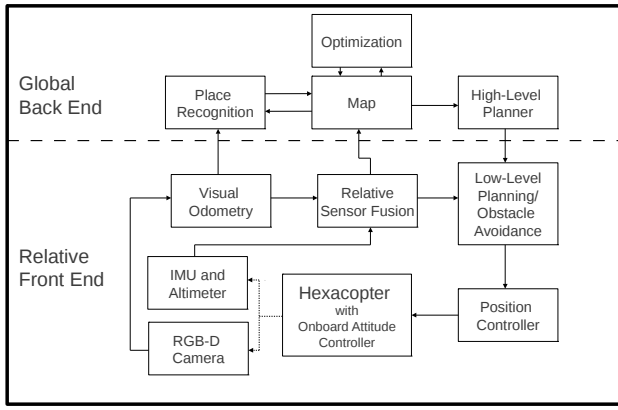 Optimization
Global
Back End
Place
Recognition
Map
High-Level
Planner
Visual
Odometry
Relative
Sensor Fusion
Low-Level
Planning/
Obstacle
Avoidance
Relative
Front End
IMU and
Altimeter
Hexacopter
with
Onboard Attitude
Controller
Position
Controller
RGB-D
Camera